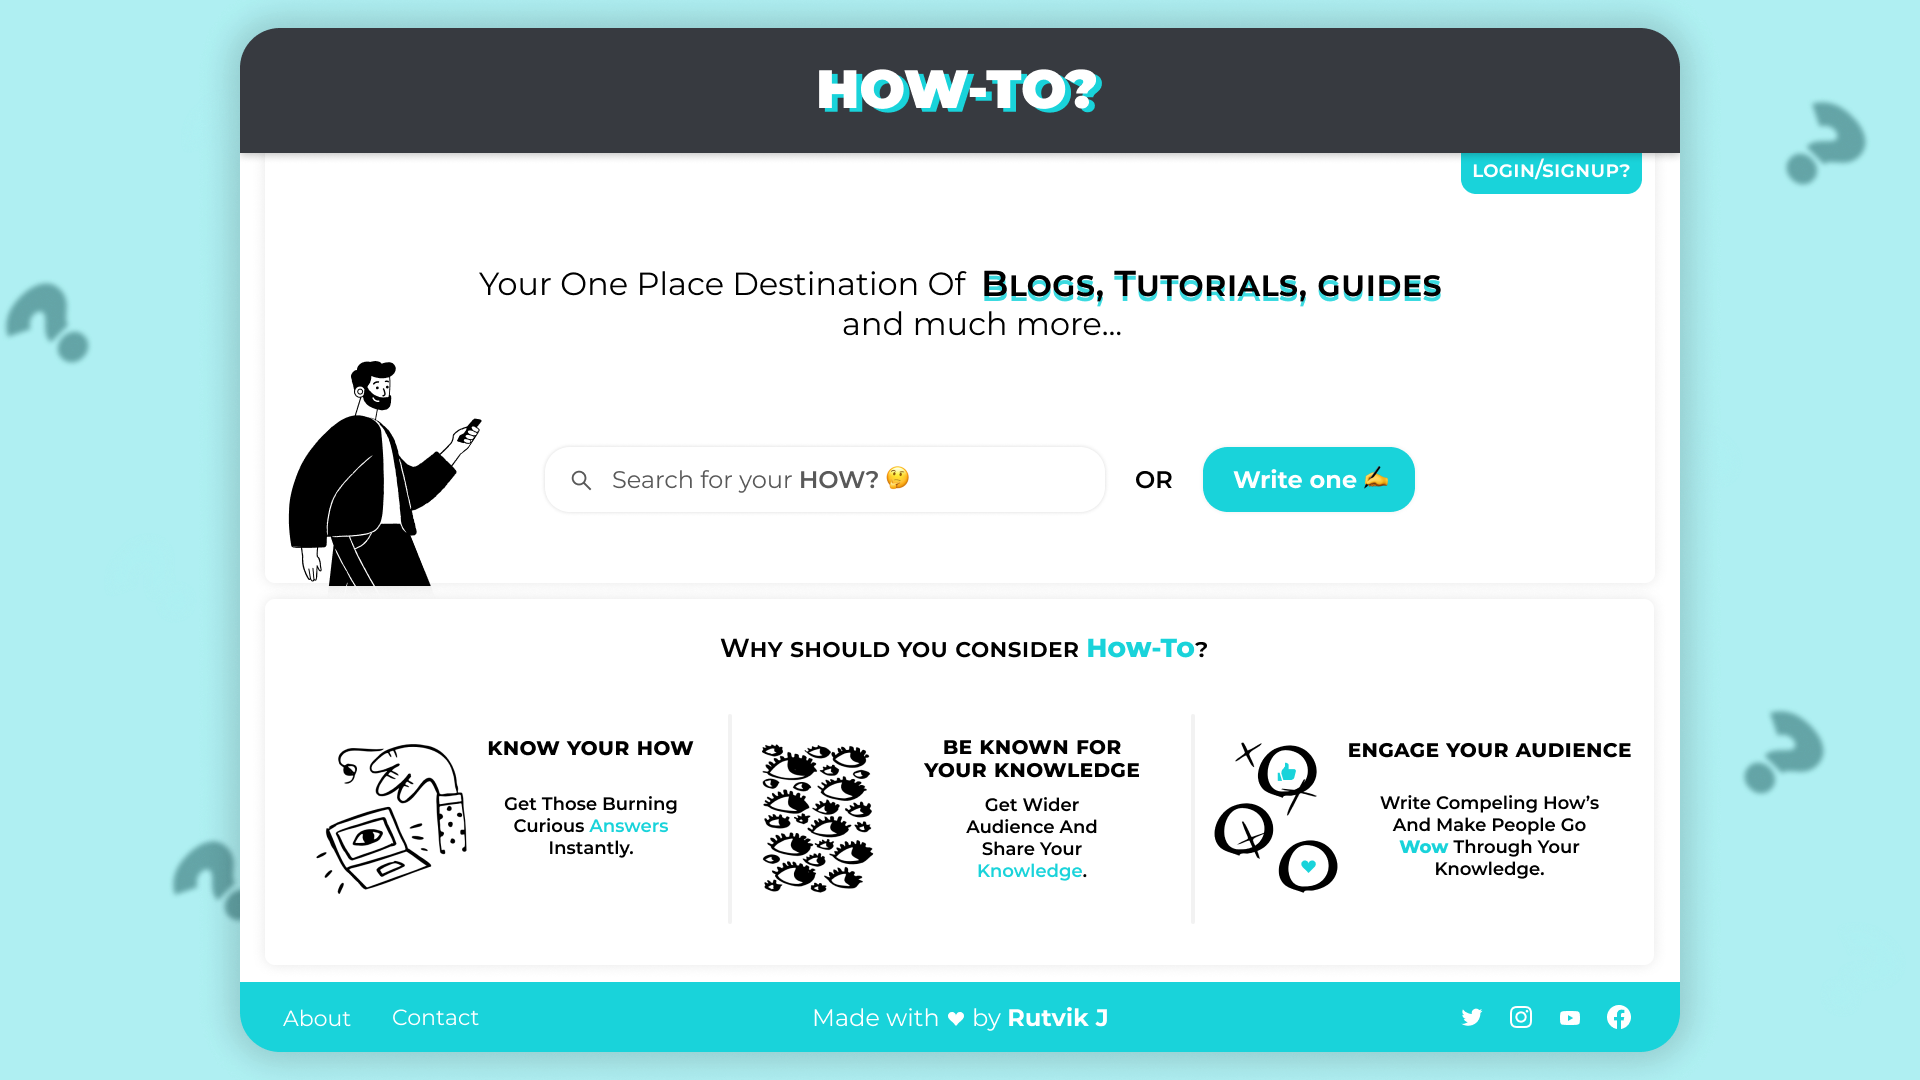 HOW-TO?
LOGIN/SIGNUP?
Your One Place Destination Of BLOGS, TUTORIALS, GUIDES
and much more...
Search for your HOW? 🤔
OR
Write one ✍️
WHY SHOULD YOU CONSIDER How-To?
KNOW YOUR HOW
Get Those Burning
Curious Answers
Instantly.
BE KNOWN FOR
YOUR KNOWLEDGE
Get Wider
Audience And
Share Your
Knowledge.
ENGAGE YOUR AUDIENCE
Write Compeling How’s
And Make People Go
Wow Through Your
Knowledge.
About
Contact
Made with ♥ by Rutvik J